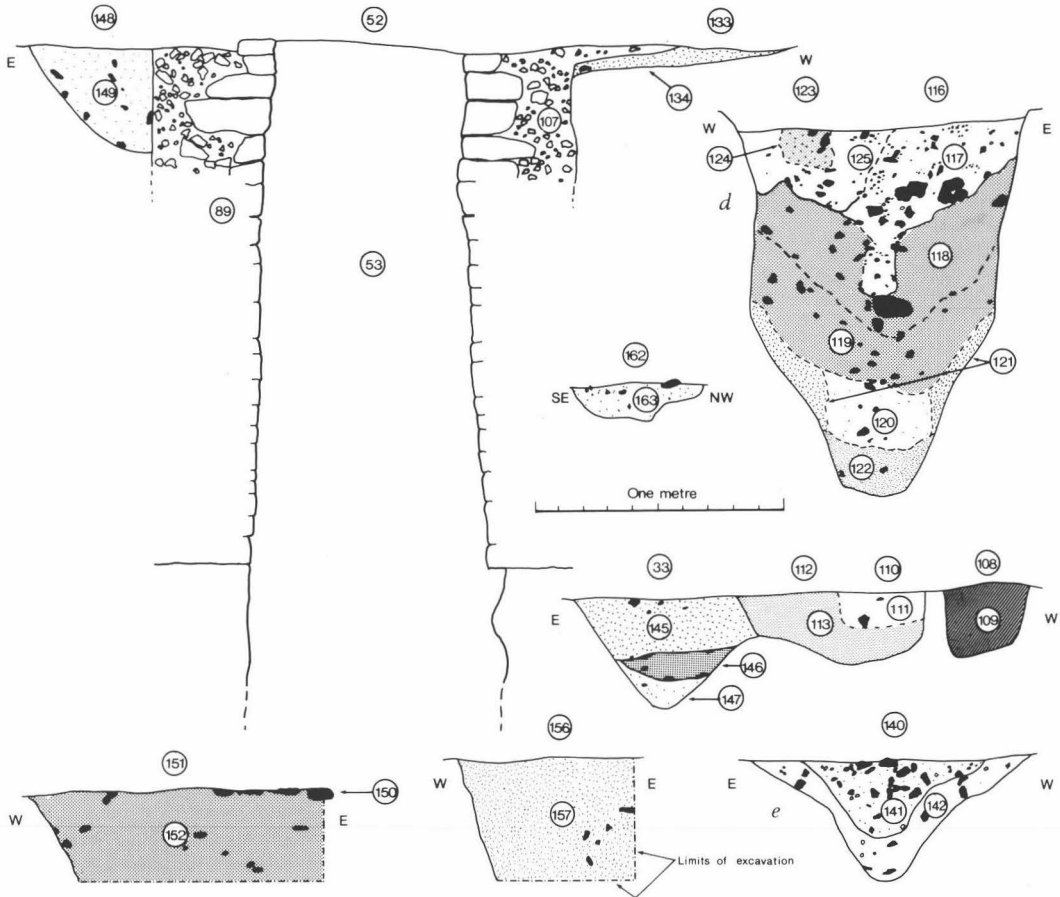 148
52
133
E
W
149
107
134
89
53
123
116
W
E
124
125
117
d
118
119
121
120
122
162
SE
163
NW
One metre
33
112
110
108
E
145
113
111
109
W
146
147
151
156
140
W
150
E
152
W
E
157
Limits of excavation
E
W
e
141
142